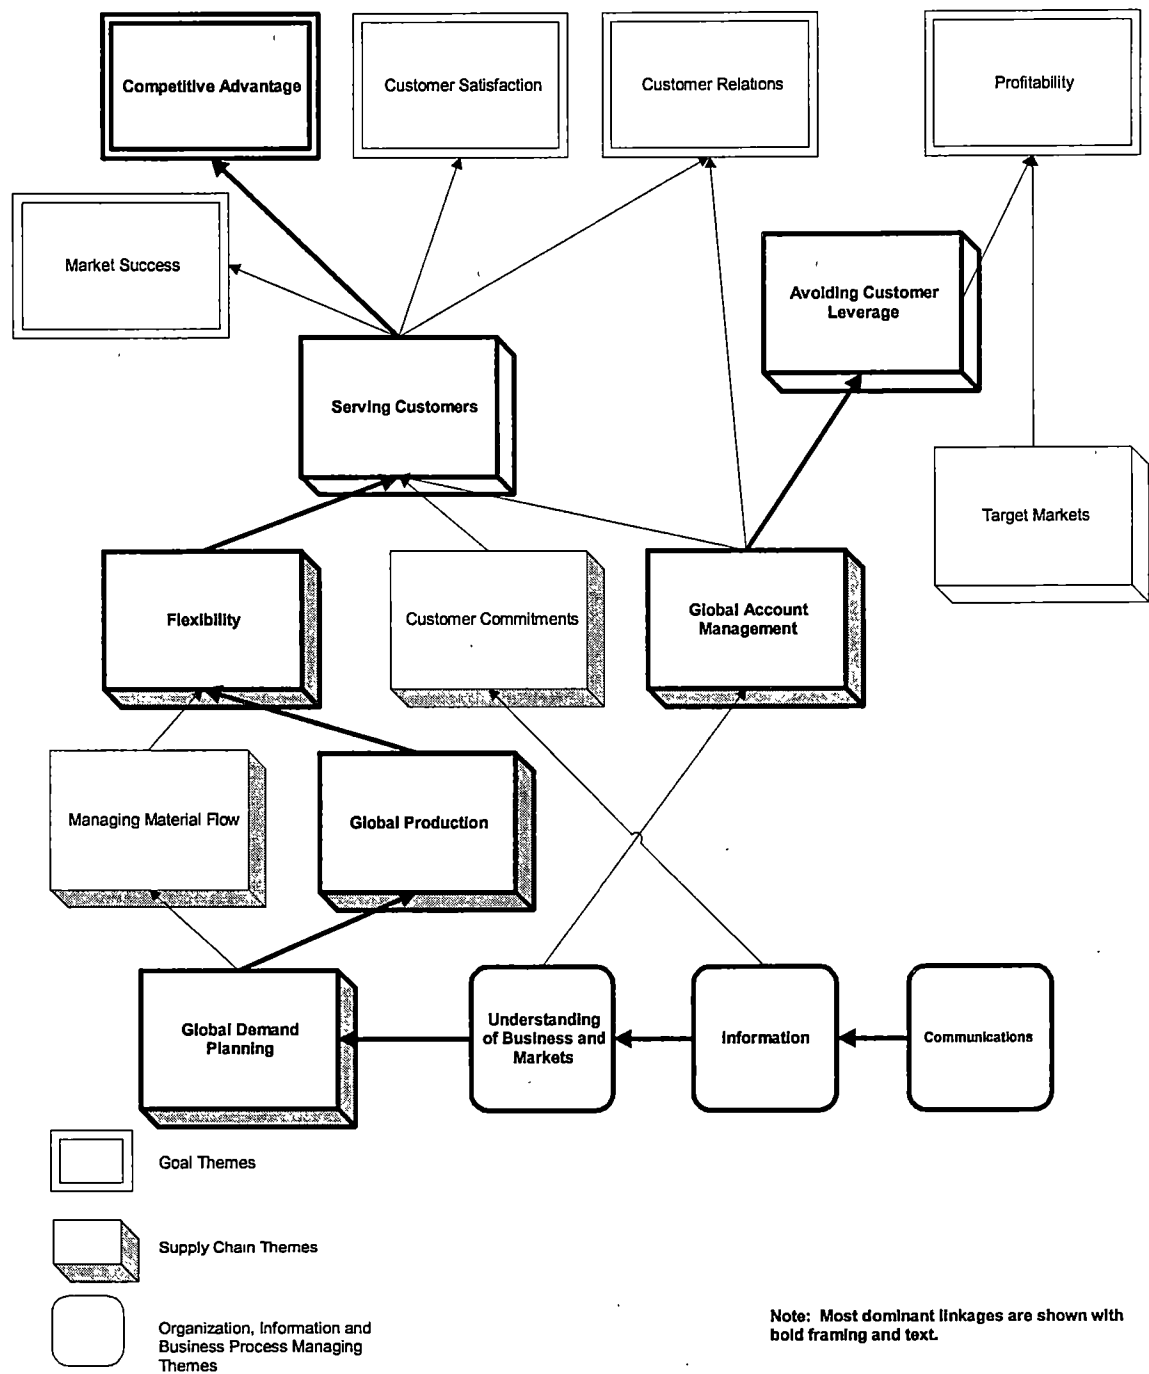 Competitive Advantage
Customer Satisfaction
Customer Relations
Profitability
Market Success
Avoiding Customer
Leverage
Serving Customers
Target Markets
Flexibility
Customer Commitments
Global Account
Management
Managing Material Flow
Global Production
Global Demand
Planning
Understanding
of Business and
Markets
Information
Communications
Goal Themes
Supply Chain Themes
Organization, Information and
Business Process Managing
Themes
Note: Most dominant linkages are shown with
bold framing and text.